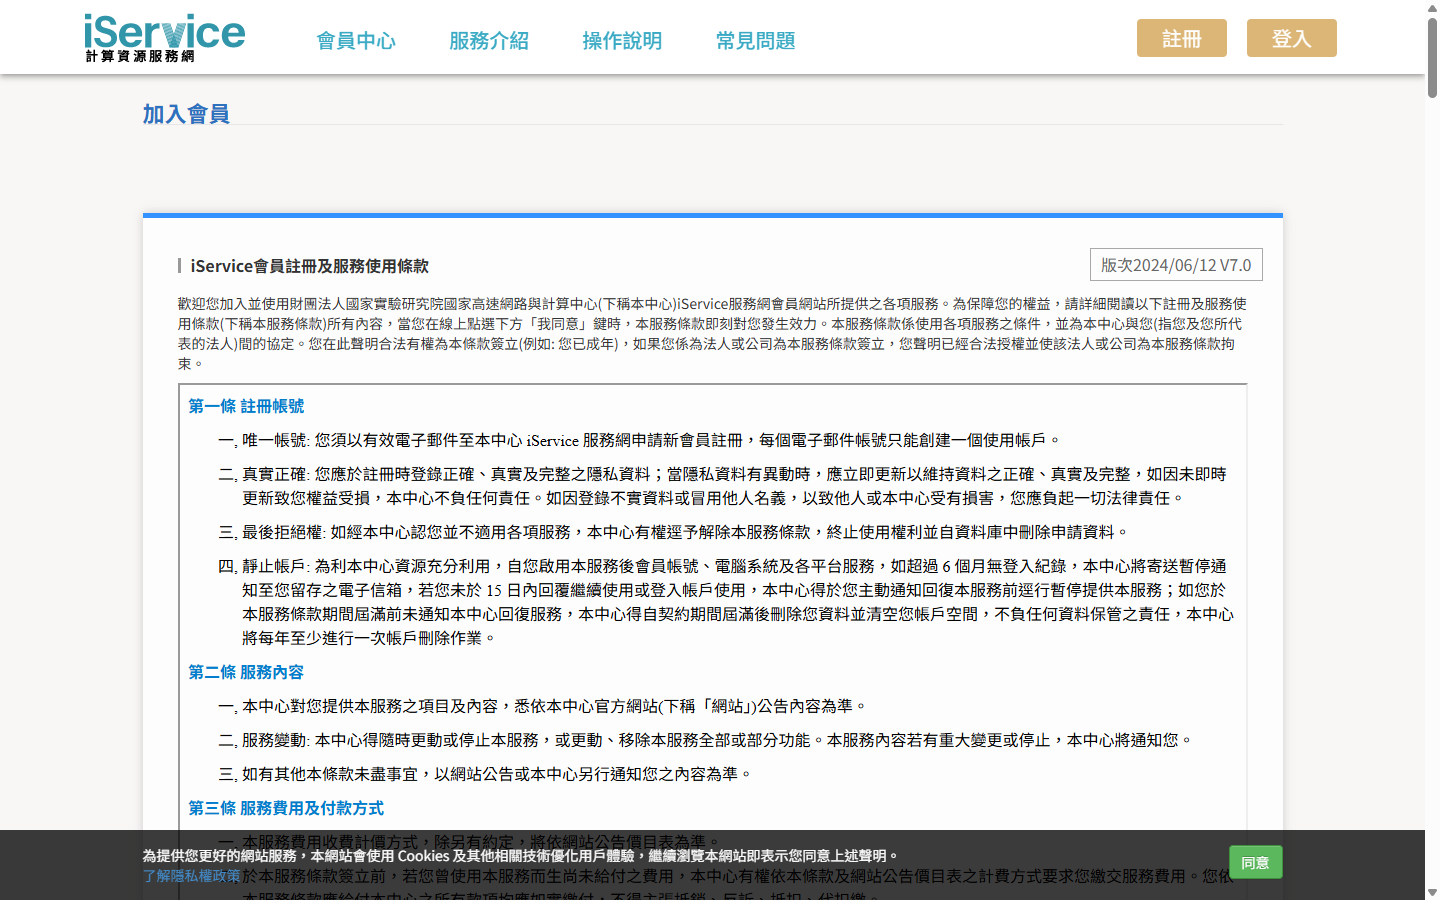 iService
計算資源服務網
會員中心
服務介紹
操作說明
常見問題
註冊
登入
加入會員
iService會員註冊及服務使用條款
版次2024/06/12 V7.0
歡迎您加入並使用財團法人國家實驗研究院國家高速網路與計算中心(下稱本中心)iService服務網會員網站所提供之各項服務。為保障您的權益，請詳細閱讀以下註冊及服務使
用條款(下稱本服務條款)所有內容，當您在線上點選下方「我同意」鍵時，本服務條款即刻對您發生效力。本服務條款係使用各項服務之條件，並為本中心與您(指您及您所代
表的法人)間的協定。您在此聲明合法有權為本條款簽立(例如: 您已成年)，如果您係為法人或公司為本服務條款簽立，您聲明已經合法授權並使該法人或公司為本服務條款拘
束。
第一條 註冊帳號
一, 唯一帳號: 您須以有效電子郵件至本中心 iService 服務網申請新會員註冊，每個電子郵件帳號只能創建一個使用帳戶。
二, 真實正確: 您應於註冊時登錄正確、真實及完整之隱私資料；當隱私資料有異動時，應立即更新以維持資料之正確、真實及完整，如因未即時
更新致您權益受損，本中心不負任何責任。如因登錄不實資料或冒用他人名義，以致他人或本中心受有損害，您應負起一切法律責任。
三, 最後拒絕權: 如經本中心認您並不適用各項服務，本中心有權逕予解除本服務條款，終止使用權利並自資料庫中刪除申請資料。
四, 靜止帳戶: 為利本中心資源充分利用，自您啟用本服務後會員帳號、電腦系統及各平台服務，如超過 6 個月無登入紀錄，本中心將寄送暫停通
知至您留存之電子信箱，若您未於 15 日內回覆繼續使用或登入帳戶使用，本中心得於您主動通知回復本服務前逕行暫停提供本服務；如您於
本服務條款期間屆滿前未通知本中心回復服務，本中心得自契約期間屆滿後刪除您資料並清空您帳戶空間，不負任何資料保管之責任，本中心
將每年至少進行一次帳戶刪除作業。
第二條 服務內容
一, 本中心對您提供本服務之項目及內容，悉依本中心官方網站(下稱「網站」)公告內容為準。
二, 服務變動: 本中心得隨時更動或停止本服務，或更動、移除本服務全部或部分功能。本服務內容若有重大變更或停止，本中心將通知您。
三, 如有其他本條款未盡事宜，以網站公告或本中心另行通知您之內容為準。
第三條 服務費用及付款方式
一, 本服務費用收費計價方式，除另有約定，將依網站公告價目表為準。
為提供您更好的網站服務，本網站會使用 Cookies 及其他相關技術優化用戶體驗，繼續瀏覽本網站即表示您同意上述聲明。
了解隱私權政策
同意
於本服務條款簽立前，若您曾使用本服務而生尚未給付之費用，本中心有權依本條款及網站公告價目表之計費方式要求您繳交服務費用。您依
本服務條款應給付本中心之所有款項均應如實繳付，不得主張抵銷、反訴、抵扣、代扣繳。